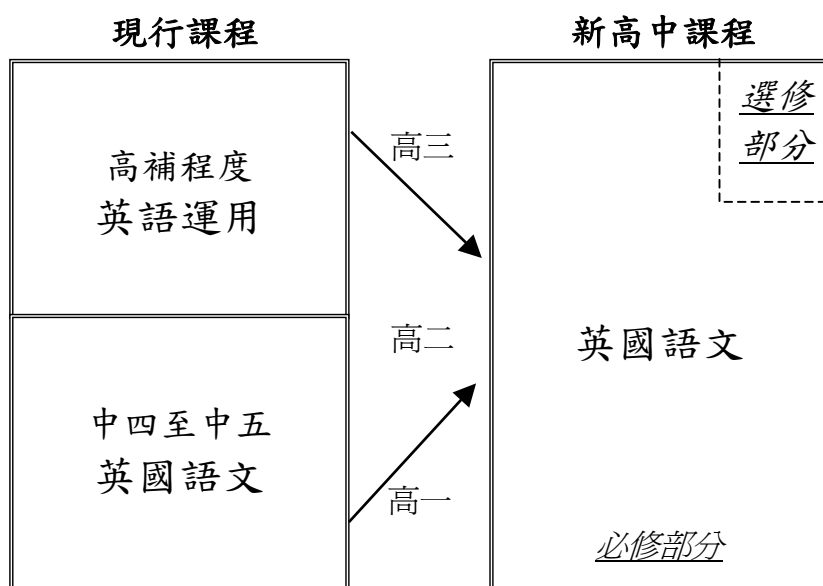 現行課程
新高中課程
高補程度
英語運用
中四至中五
英國語文
高三
高二
高一
選修
部分
英國語文
必修部分